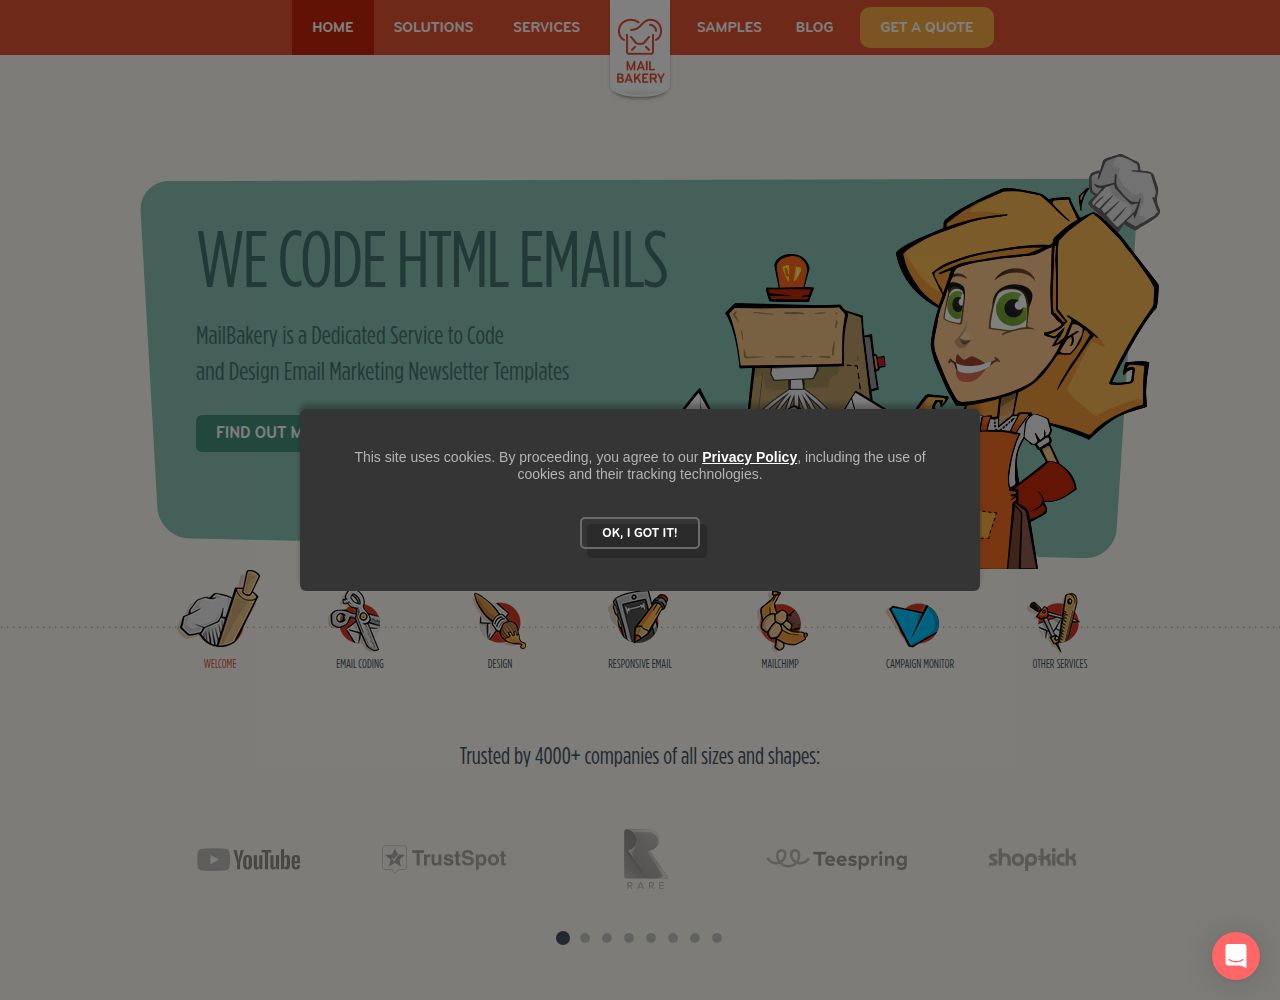 HOME
SOLUTIONS
SERVICES
MAIL
BAKERY
SAMPLES
BLOG
GET A QUOTE
WE CODE HTML EMAILS
MailBakery is a Dedicated Service to Code
and Design Email Marketing Newsletter Templates
FIND OUT M
This site uses cookies. By proceeding, you agree to our Privacy Policy, including the use of
cookies and their tracking technologies.
OK, I GOT IT!
WELCOME
EMAIL CODING
DESIGN
RESPONSIVE EMAIL
MAILCHIMP
CAMPAIGN MONITOR
OTHER SERVICES
Trusted by 4000+ companies of all sizes and shapes:
YouTube
TrustSpot
RARE
Teespring
shopkick